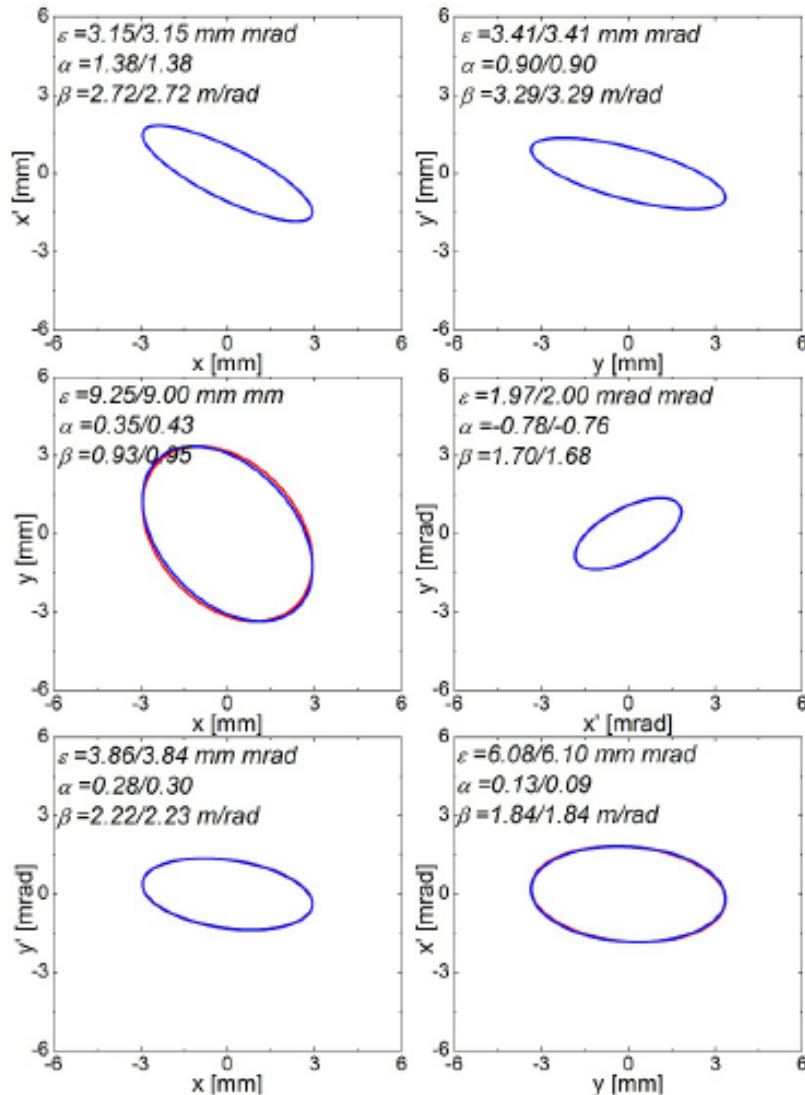 ε =3.15/3.15 mm mrad
α =1.38/1.38
β =2.72/2.72 m/rad
6
3
0
-3
-6
x' [mm]
-6 -3 0 3 6
x [mm]
ε =3.41/3.41 mm mrad
α =0.90/0.90
β =3.29/3.29 m/rad
6
3
0
-3
-6
y' [mm]
-6 -3 0 3 6
y [mm]
ε =9.25/9.00 mm mm
α =0.35/0.43
β =0.93/0.95
6
3
0
-3
-6
y [mm]
-6 -3 0 3 6
x [mm]
ε =1.97/2.00 mrad mrad
α =-0.78/-0.76
β =1.70/1.68
6
3
0
-3
-6
y' [mrad]
-6 -3 0 3 6
x' [mrad]
ε =3.86/3.84 mm mrad
α =0.28/0.30
β =2.22/2.23 m/rad
6
3
0
-3
-6
y' [mrad]
-6 -3 0 3 6
x [mm]
ε =6.08/6.10 mm mrad
α =0.13/0.09
β =1.84/1.84 m/rad
6
3
0
-3
-6
x' [mrad]
-6 -3 0 3 6
y [mm]